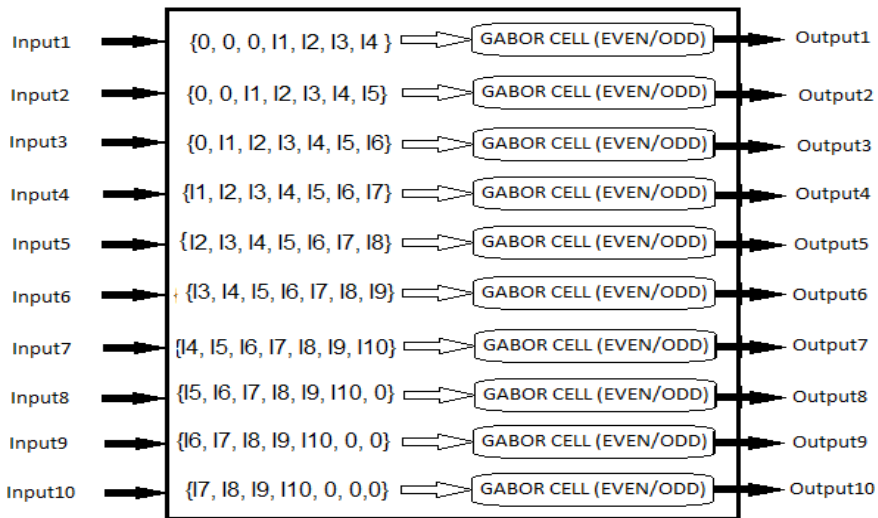 Input1 {0, 0, 0, I1, I2, I3, I4 } GABOR CELL (EVEN/ODD) Output1
Input2 {0, 0, I1, I2, I3, I4, I5} GABOR CELL (EVEN/ODD) Output2
Input3 {0, I1, I2, I3, I4, I5, I6} GABOR CELL (EVEN/ODD) Output3
Input4 {I1, I2, I3, I4, I5, I6, I7} GABOR CELL (EVEN/ODD) Output4
Input5 {I2, I3, I4, I5, I6, I7, I8} GABOR CELL (EVEN/ODD) Output5
Input6 {I3, I4, I5, I6, I7, I8, I9} GABOR CELL (EVEN/ODD) Output6
Input7 {I4, I5, I6, I7, I8, I9, I10} GABOR CELL (EVEN/ODD) Output7
Input8 {I5, I6, I7, I8, I9, I10, 0} GABOR CELL (EVEN/ODD) Output8
Input9 {I6, I7, I8, I9, I10, 0, 0} GABOR CELL (EVEN/ODD) Output9
Input10 {I7, I8, I9, I10, 0, 0,0} GABOR CELL (EVEN/ODD) Output10